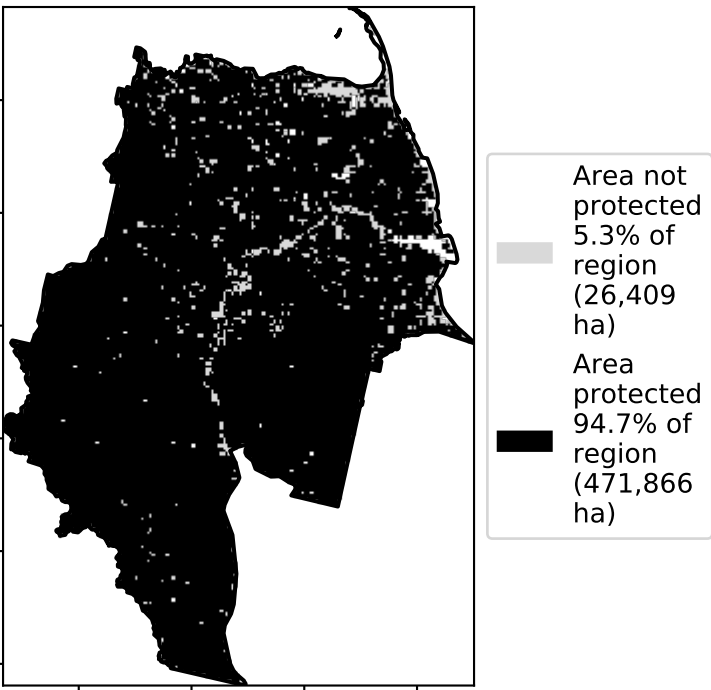 Area not
protected
5.3% of
region
(26,409
ha)
Area
protected
94.7% of
region
(471,866
ha)